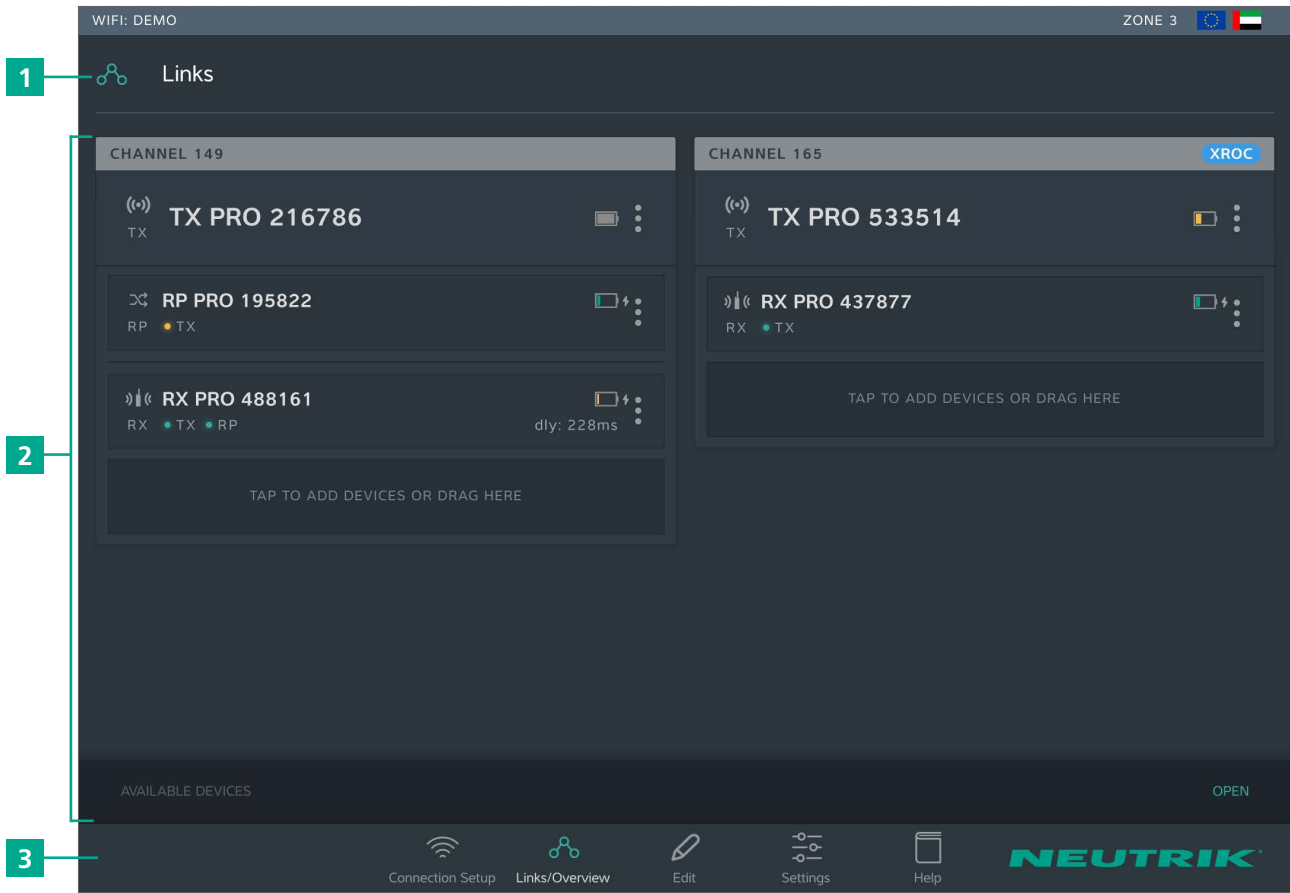 WIFI: DEMO
ZONE 3
1
Links
2
CHANNEL 149
TX PRO 216786
TX
RP PRO 195822
RP TX
RX PRO 488161
RX TX RP
dly: 228ms
TAP TO ADD DEVICES OR DRAG HERE
CHANNEL 165
XROC
TX PRO 533514
TX
RX PRO 437877
RX TX
TAP TO ADD DEVICES OR DRAG HERE
AVAILABLE DEVICES
OPEN
3
Connection Setup
Links/Overview
Edit
Settings
Help
NEUTRIK